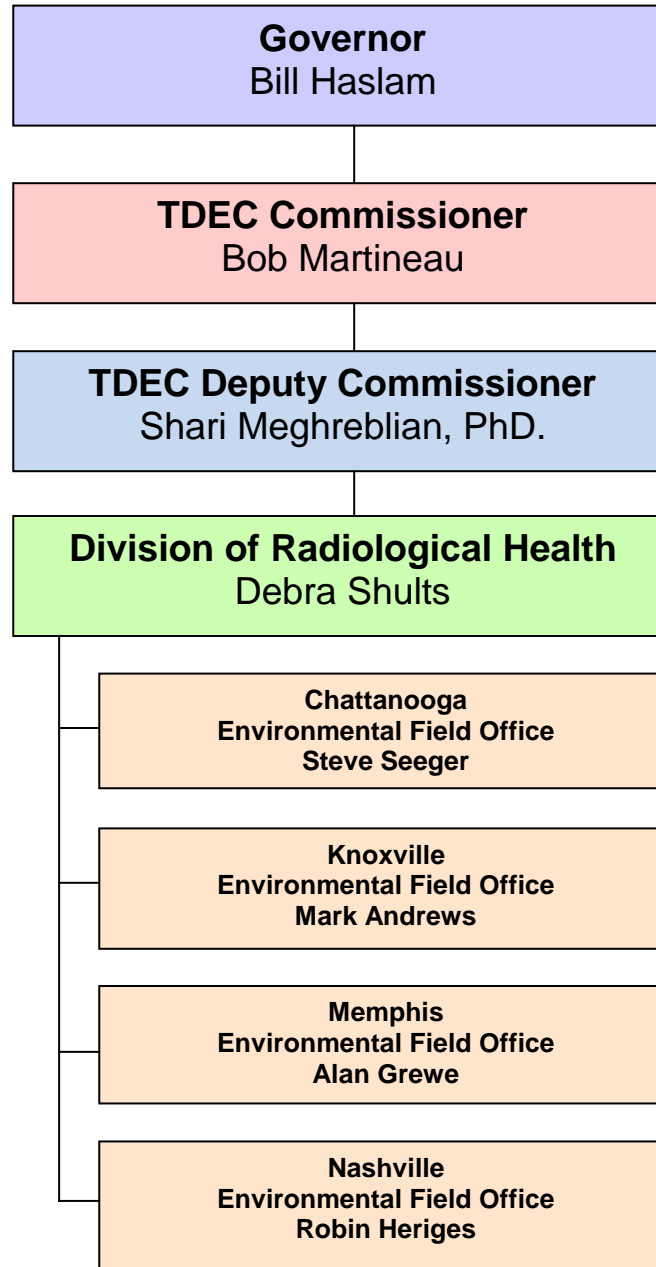 Governor
Bill Haslam
TDEC Commissioner
Bob Martineau
TDEC Deputy Commissioner
Shari Meghreblian, PhD.
Division of Radiological Health
Debra Shults
Chattanooga
Environmental Field Office
Steve Seeger
Knoxville
Environmental Field Office
Mark Andrews
Memphis
Environmental Field Office
Alan Grewe
Nashville
Environmental Field Office
Robin Heriges